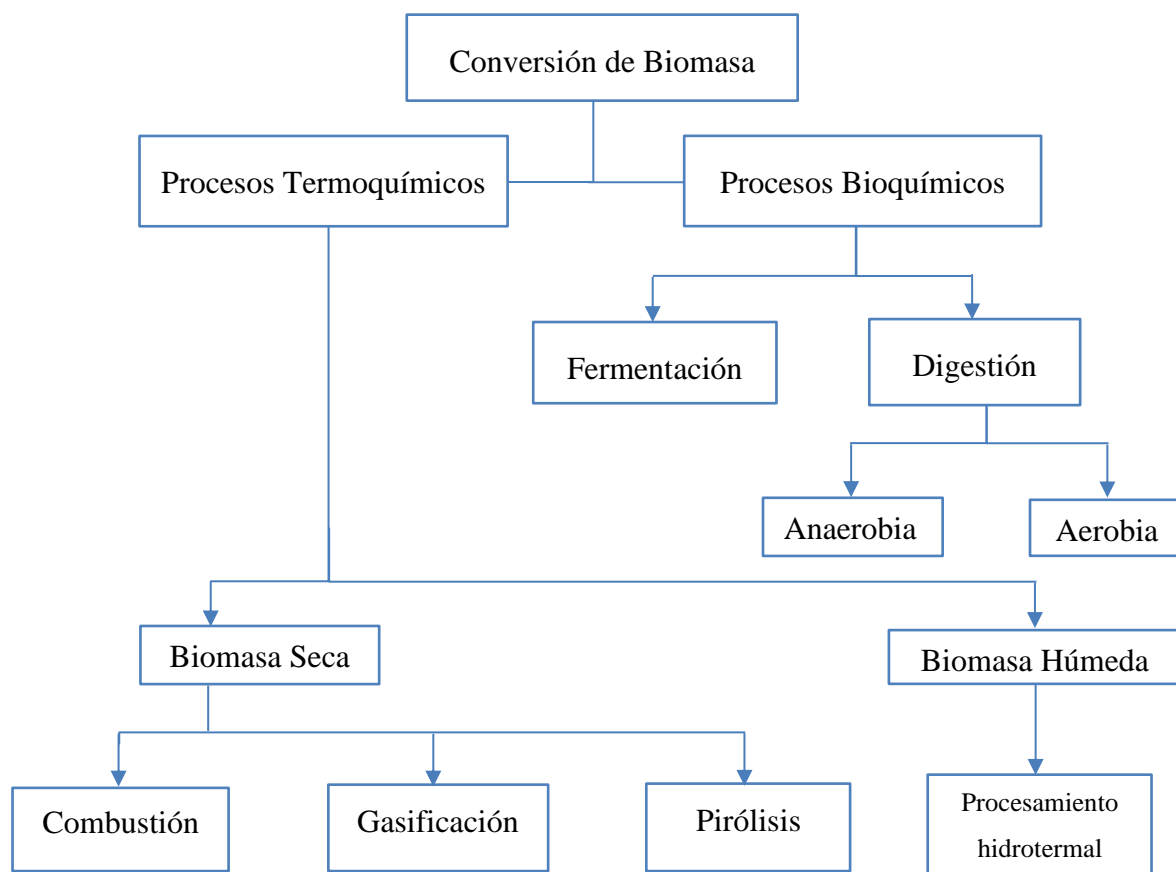 Conversión de Biomasa
Procesos Termoquímicos
Procesos Bioquímicos
Fermentación
Digestión
Anaerobia
Aerobia
Biomasa Seca
Biomasa Húmeda
Combustión
Gasificación
Pirólisis
Procesamiento
hidrotermal